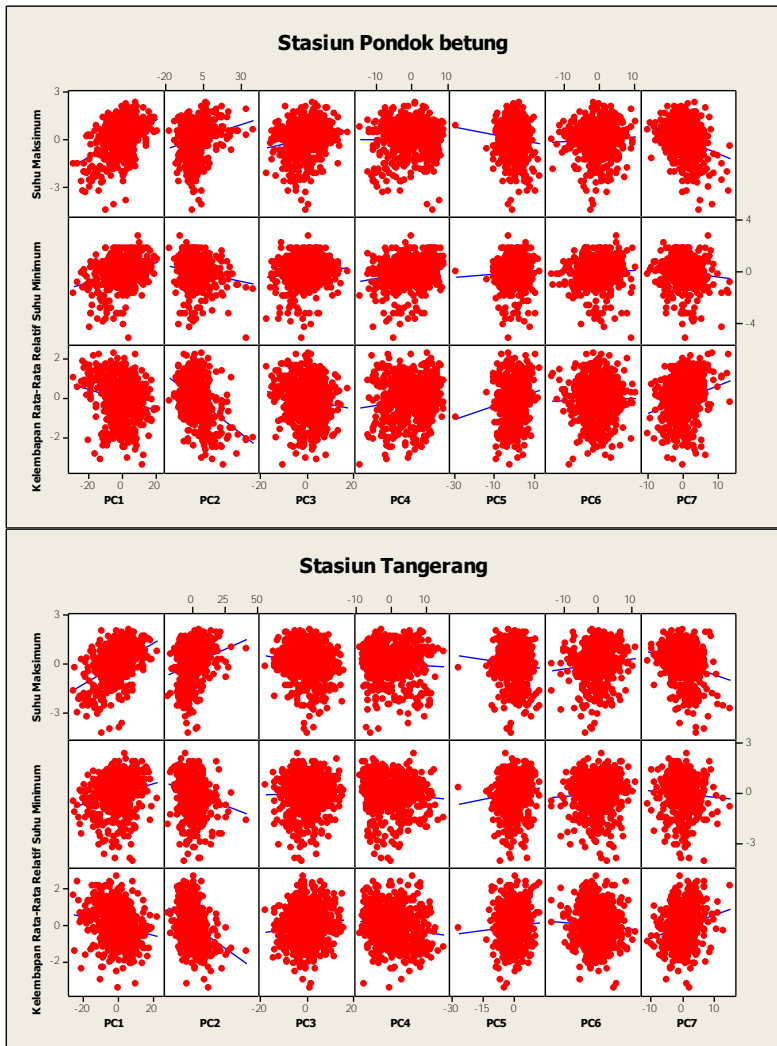 Stasiun Pondok betung
-20 5 30 -10 0 10 -10 0 10
Suhu Maksimum
3
0
-3
Suhu Minimum
4
0
-4
Kelembapan Rata-Rata Relatif
2
0
-2
-20 0 20 -20 0 20 -30 -10 10 -10 10
PC1 PC2 PC3 PC4 PC5 PC6 PC7
Stasiun Tangerang
0 25 50 -10 0 10 -10 0 10
Suhu Maksimum
3
0
-3
Suhu Minimum
3
0
-3
Kelembapan Rata-Rata Relatif
2
0
-2
-20 0 20 -20 0 20 -30 -15 0 -10 10
PC1 PC2 PC3 PC4 PC5 PC6 PC7